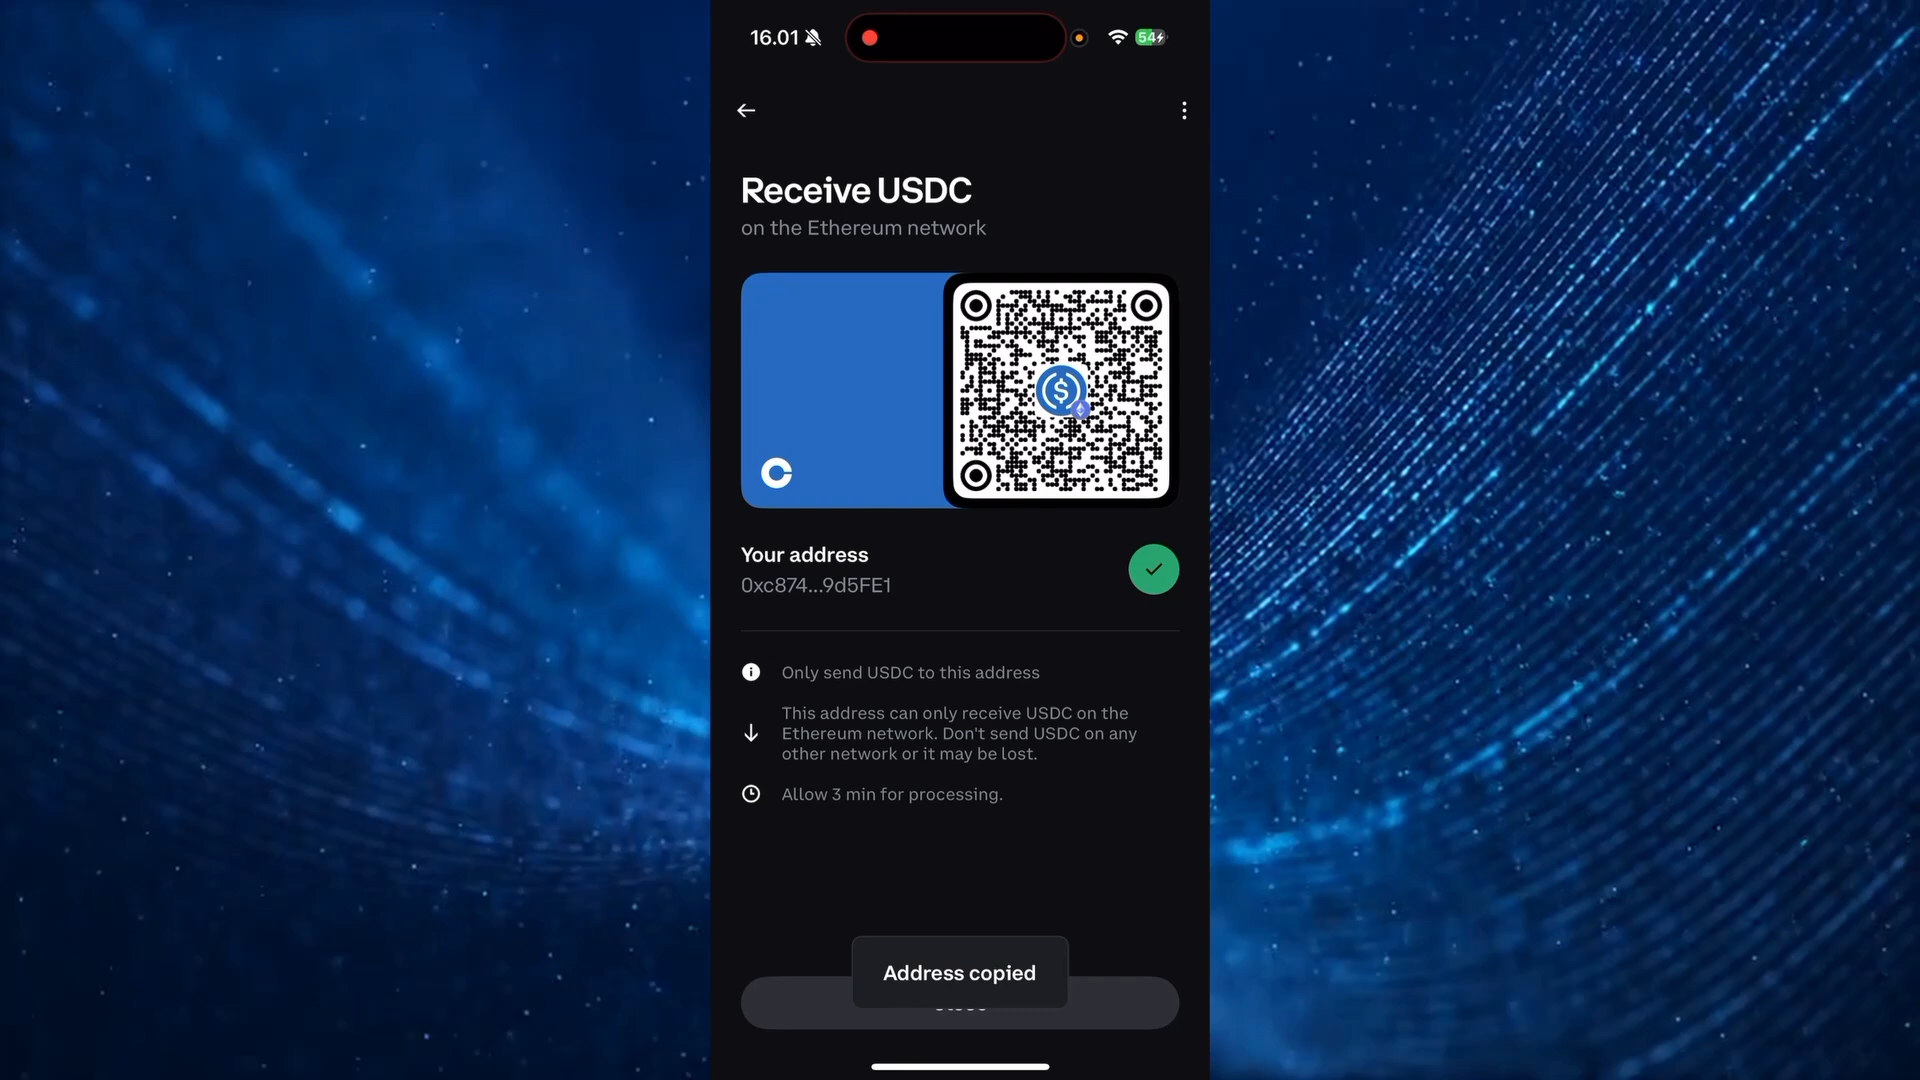 16.01
54
Receive USDC
on the Ethereum network
Your address
0xc874...9d5FE1
Only send USDC to this address
This address can only receive USDC on the
Ethereum network. Don't send USDC on any
other network or it may be lost.
Allow 3 min for processing.
Address copied